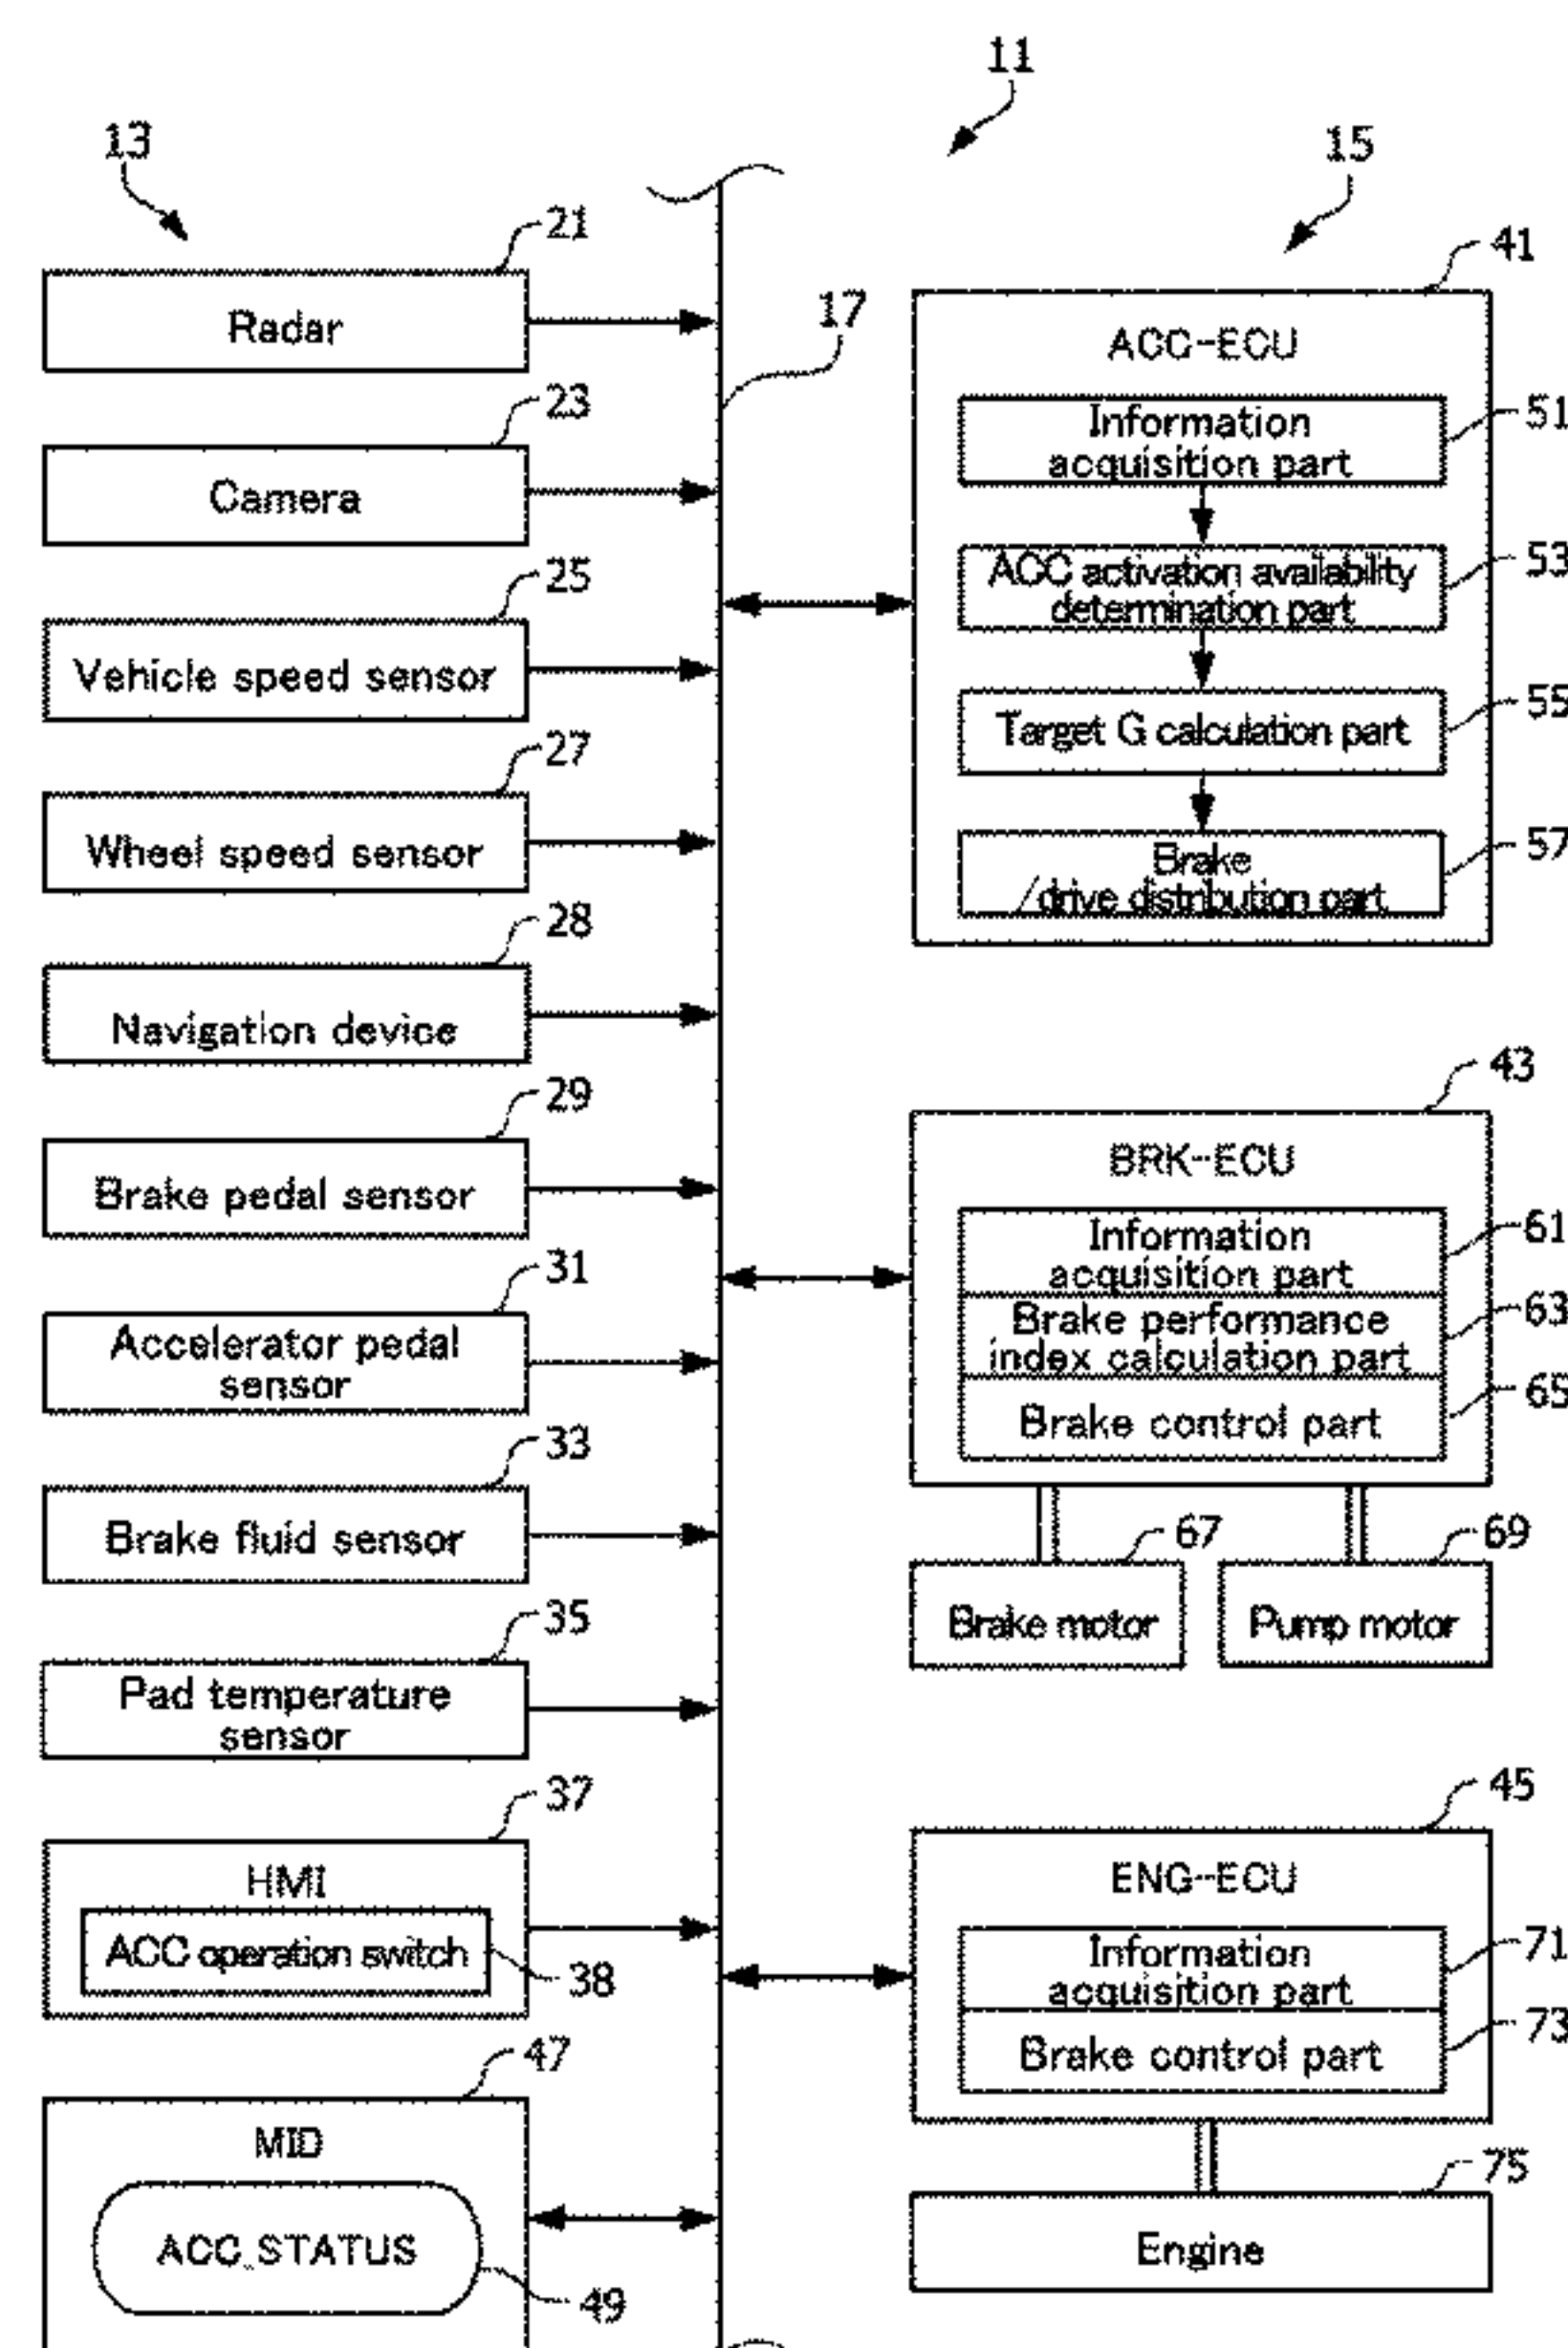 11
13
15
21
Radar
17
41
ACC-ECU
Information
acquisition part
51
23
Camera
ACC activation availability
determination part
53
25
Vehicle speed sensor
Target G calculation part
55
27
Wheel speed sensor
Brake
/drive distribution part
57
28
Navigation device
29
Brake pedal sensor
43
BRK-ECU
Information
acquisition part
61
Brake performance
index calculation part
63
Brake control part
65
31
Accelerator pedal
sensor
33
Brake fluid sensor
67
Brake motor
69
Pump motor
35
Pad temperature
sensor
37
HMI
ACC operation switch
38
45
ENG-ECU
Information
acquisition part
71
Brake control part
73
47
MID
ACC_STATUS
49
75
Engine